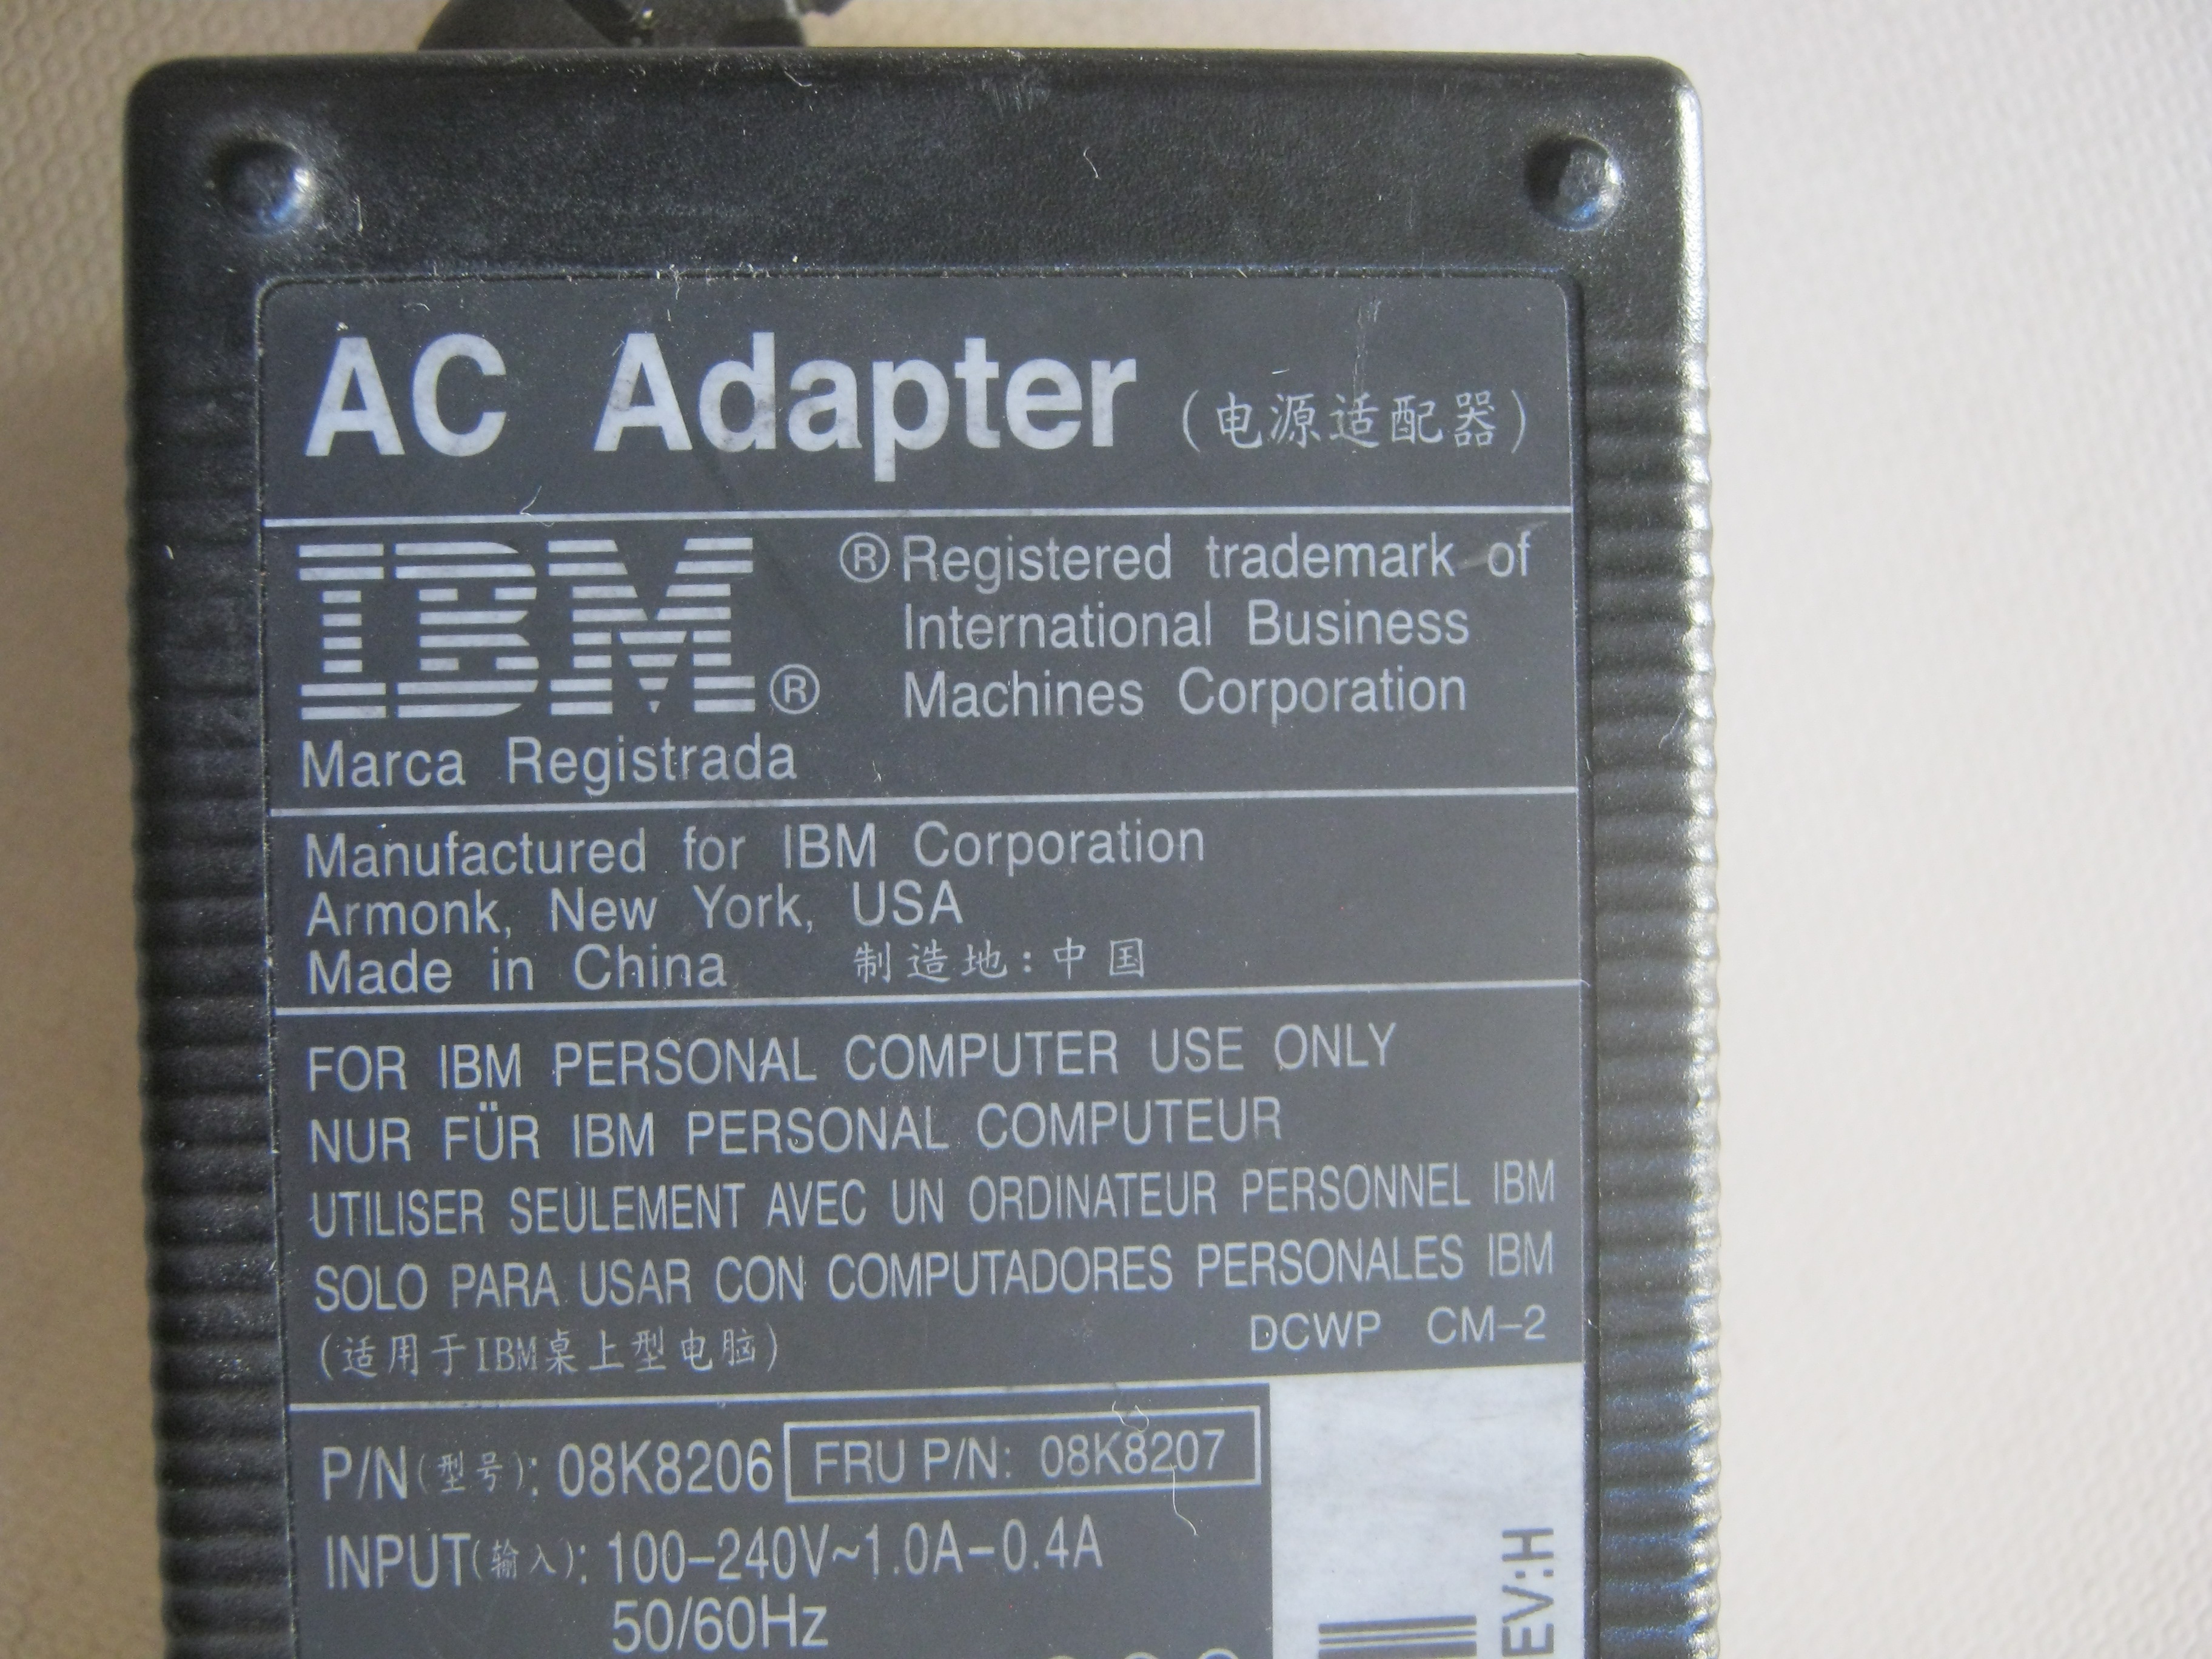 AC Adapter (电源适配器)
IBM®
®Registered trademark of
International Business
Machines Corporation
Marca Registrada
Manufactured for IBM Corporation
Armonk, New York, USA
Made in China 制造地:中国
FOR IBM PERSONAL COMPUTER USE ONLY
NUR FÜR IBM PERSONAL COMPUTEUR
UTILISER SEULEMENT AVEC UN ORDINATEUR PERSONNEL IBM
SOLO PARA USAR CON COMPUTADORES PERSONALES IBM
DCWP CM-2
(适用于IBM桌上型电脑)
P/N(型号): 08K8206 FRU P/N: 08K8207
INPUT(输入): 100-240V~1.0A-0.4A
50/60Hz
EV:H